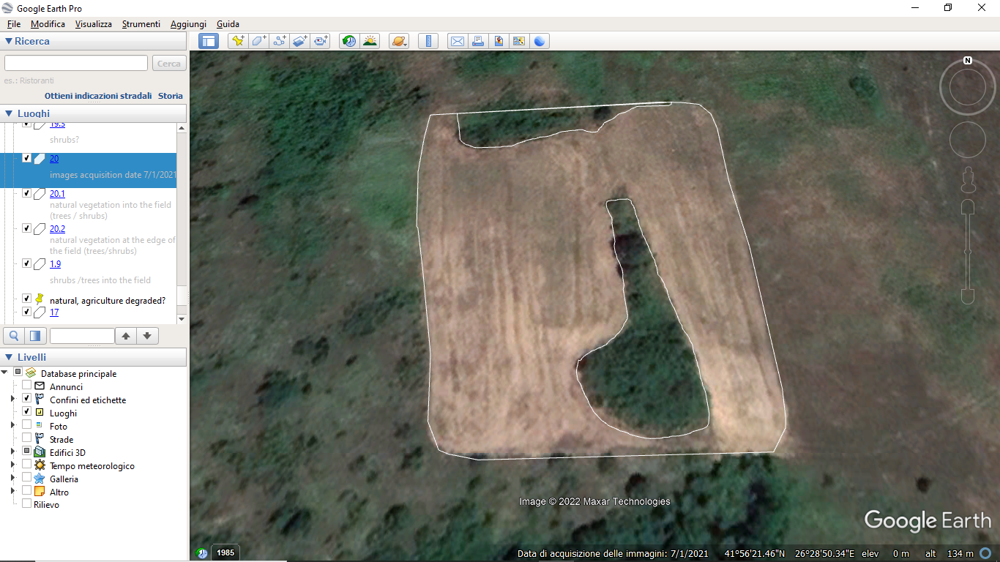 Google Earth Pro
File Modifica Visualizza Strumenti Aggiungi Guida
Ricerca
Cerca
es.: Ristoranti
Ottieni indicazioni stradali Storia
Luoghi
19.3
shrubs?
20
images acquisition date 7/1/2021
20.1
natural vegetation into the field
(trees / shrubs)
20.2
natural vegetation at the edge of
the field (trees/shrubs)
1.9
shrubs /trees into the field
natural, agriculture degraded?
17
Livelli
Database principale
Annunci
Confini ed etichette
Luoghi
Foto
Strade
Edifici 3D
Tempo meteorologico
Galleria
Altro
Rilievo
N
Image © 2022 Maxar Technologies
Google Earth
1985
Data di acquisizione delle immagini: 7/1/2021 41°56'21.46"N 26°28'50.34"E elev 0 m alt 134 m